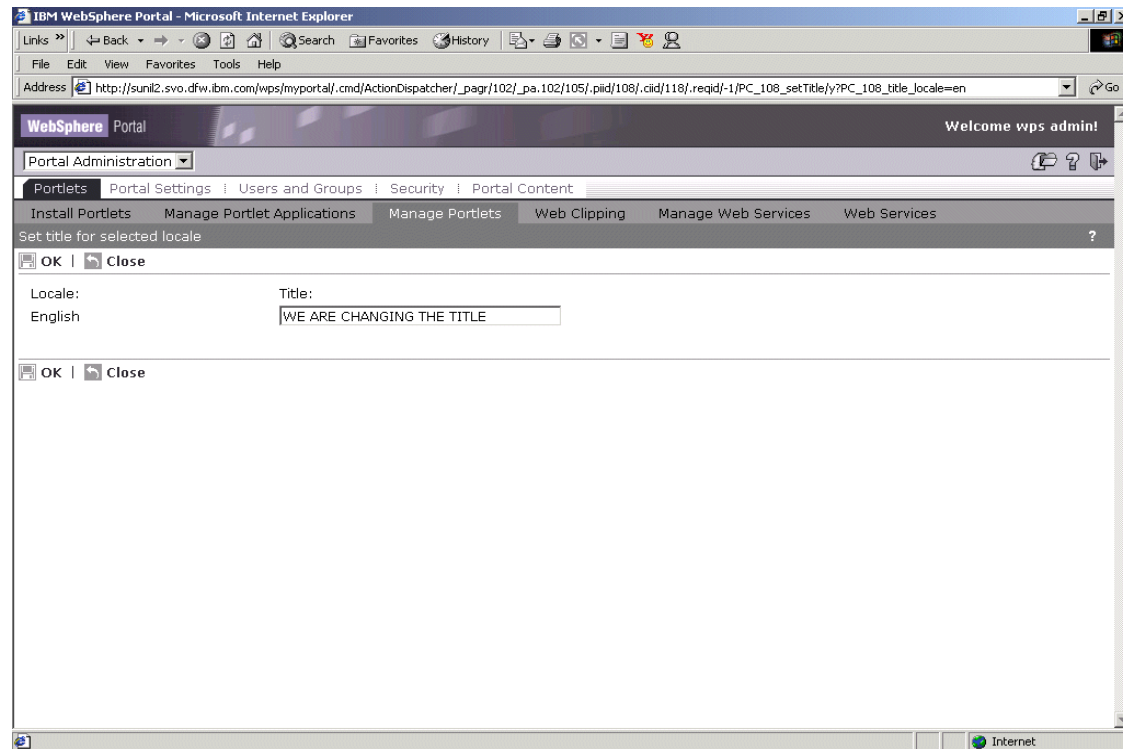 IBM WebSphere Portal - Microsoft Internet Explorer
Links » Back Search Favorites History
File Edit View Favorites Tools Help
Address http://sunil2.svo.dfw.ibm.com/wps/myportal/.cmd/ActionDispatcher/_pagr/102/_pa.102/105/.piid/108/.ciid/118/.reqid/-1/PC_108_setTitle/y?PC_108_title_locale=en Go
WebSphere Portal Welcome wps admin!
Portal Administration ?
Portlets Portal Settings | Users and Groups | Security | Portal Content
Install Portlets Manage Portlet Applications Manage Portlets Web Clipping Manage Web Services Web Services
Set title for selected locale ?
OK | Close
Locale: Title:
English WE ARE CHANGING THE TITLE
OK | Close
Internet